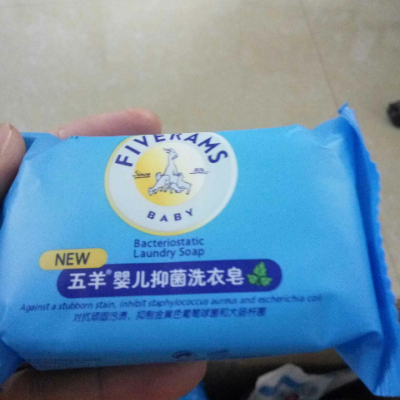 FIVERAMS
Since
BABY
Bacteriostatic
Laundry Soap
NEW
五羊®婴儿抑菌洗衣皂
Against a stubborn stain, inhibit staphylococcus aureus and escherichia coli
对抗顽固污渍，抑制金黄色葡萄球菌和大肠杆菌